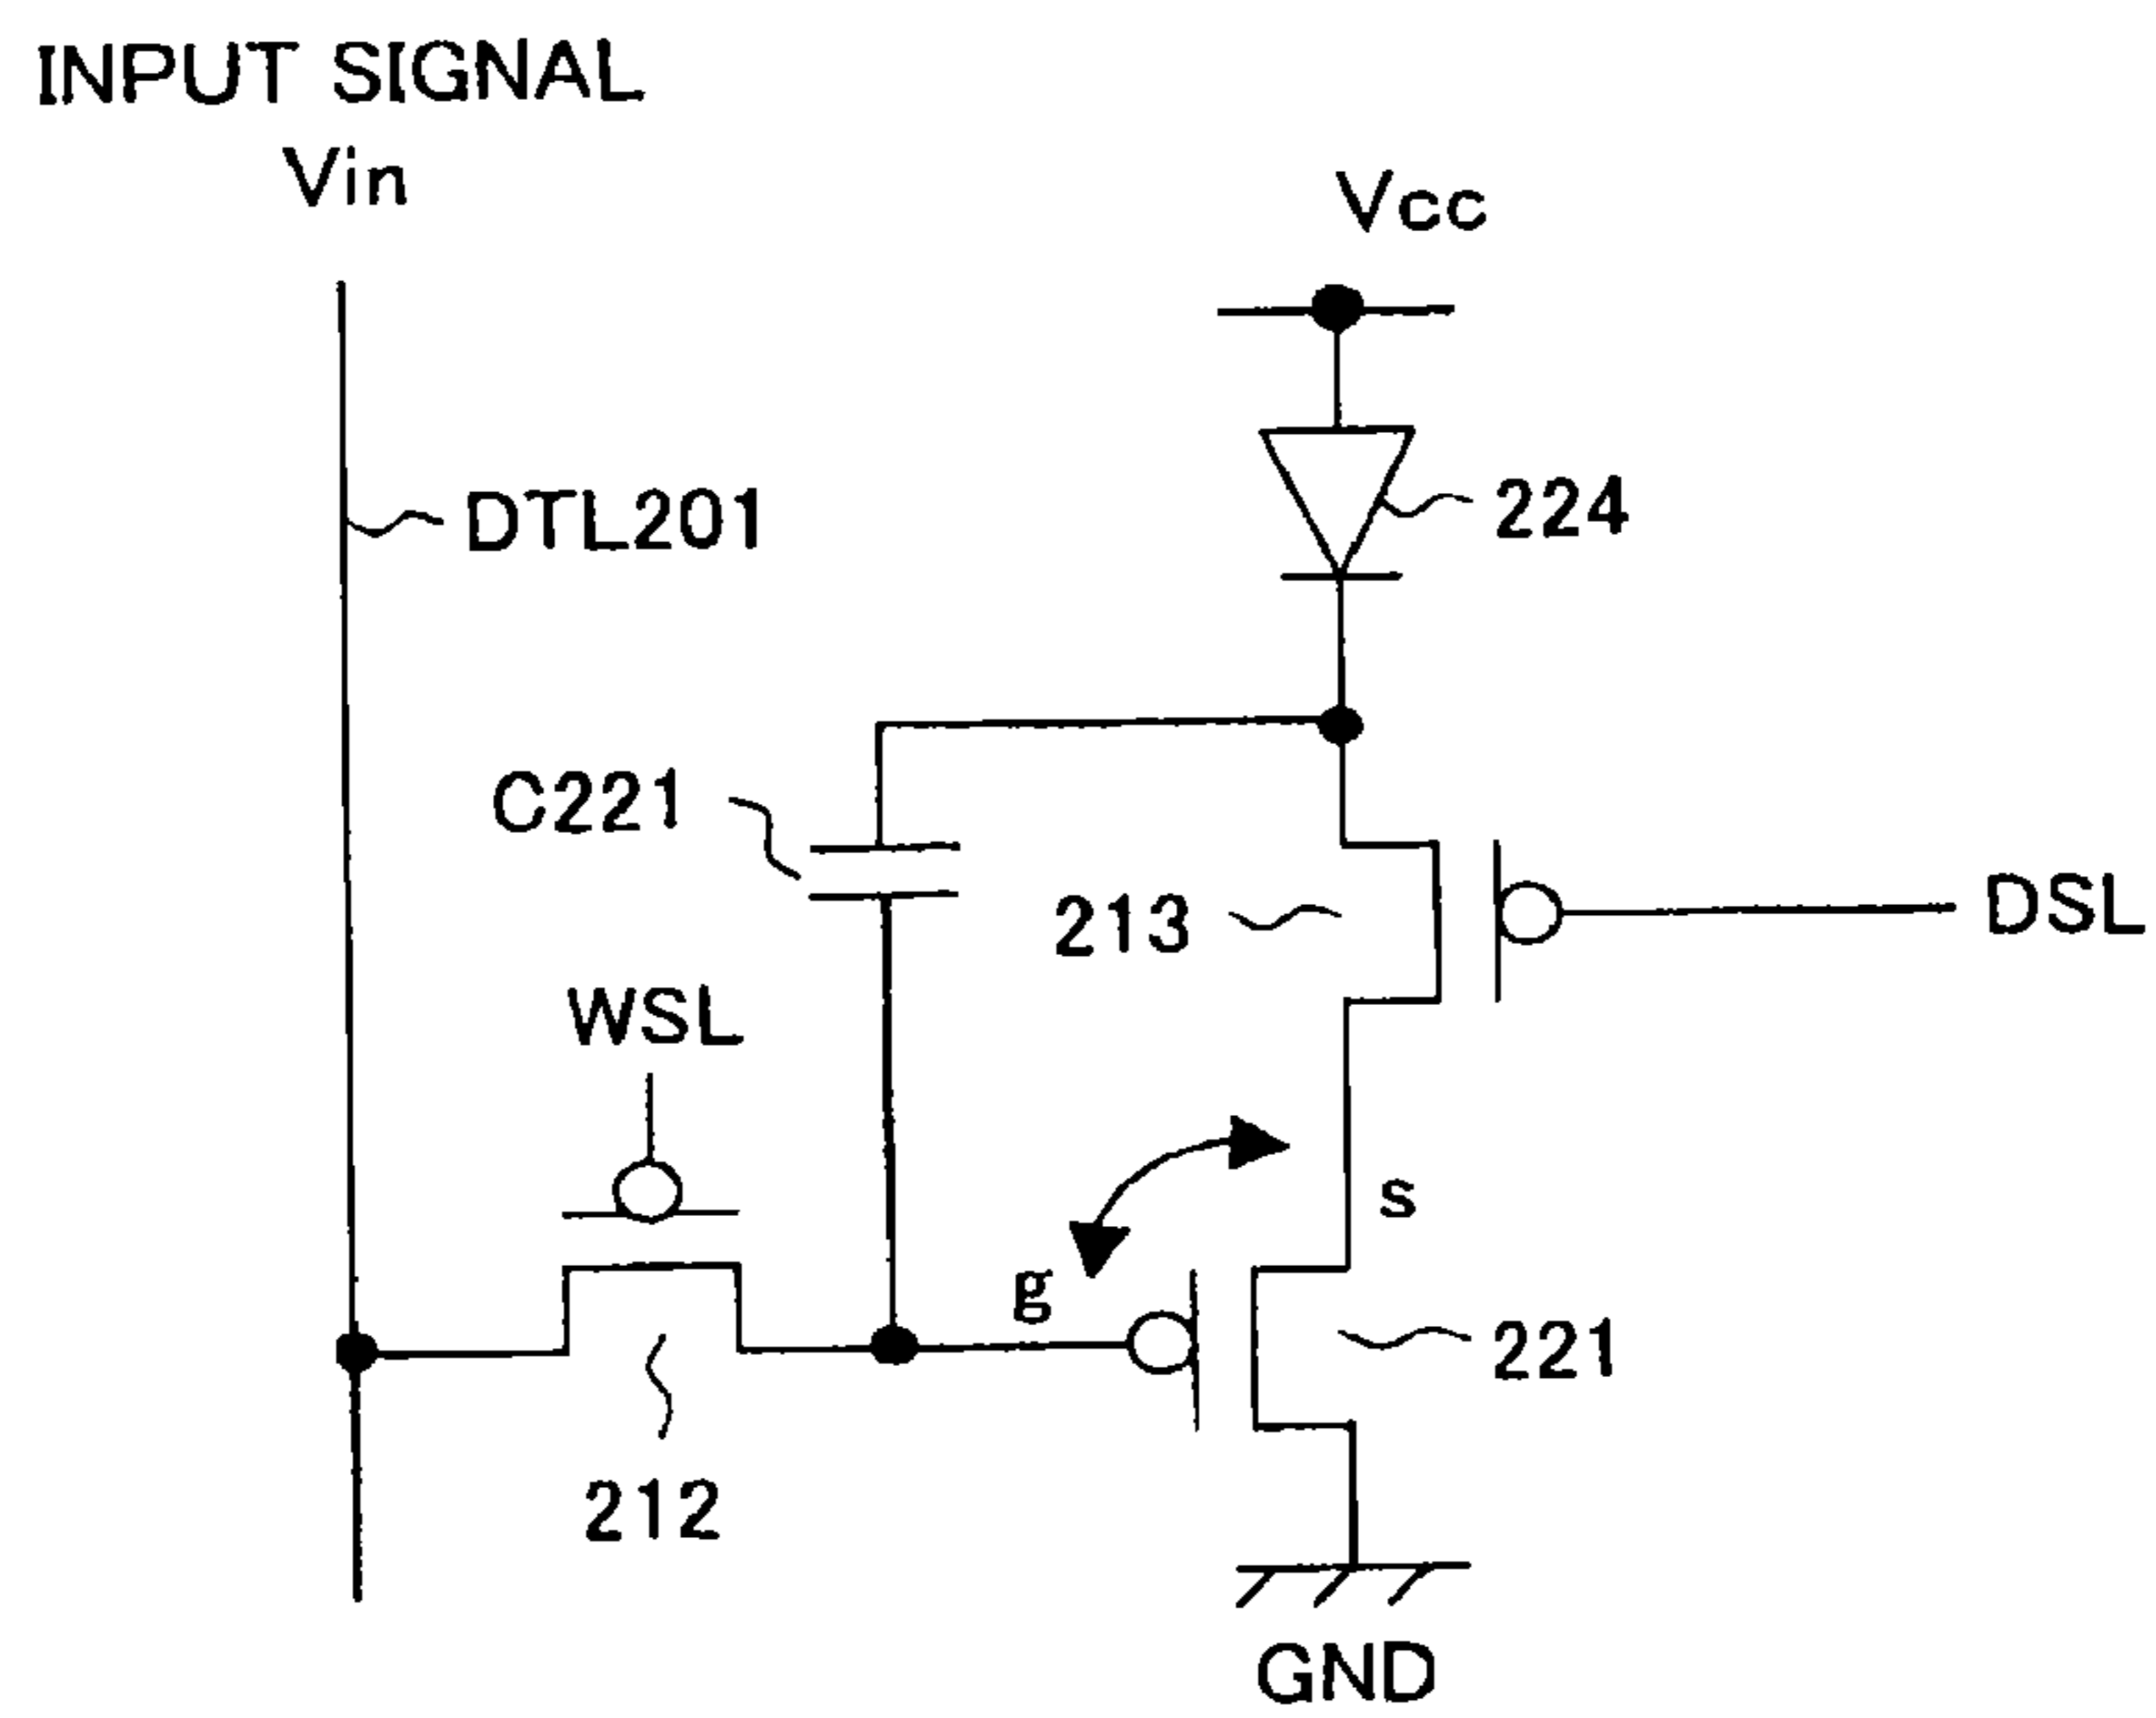 INPUT SIGNAL
Vin
Vcc
DTL201
224
C221
213
DSL
WSL
s
g
221
212
GND